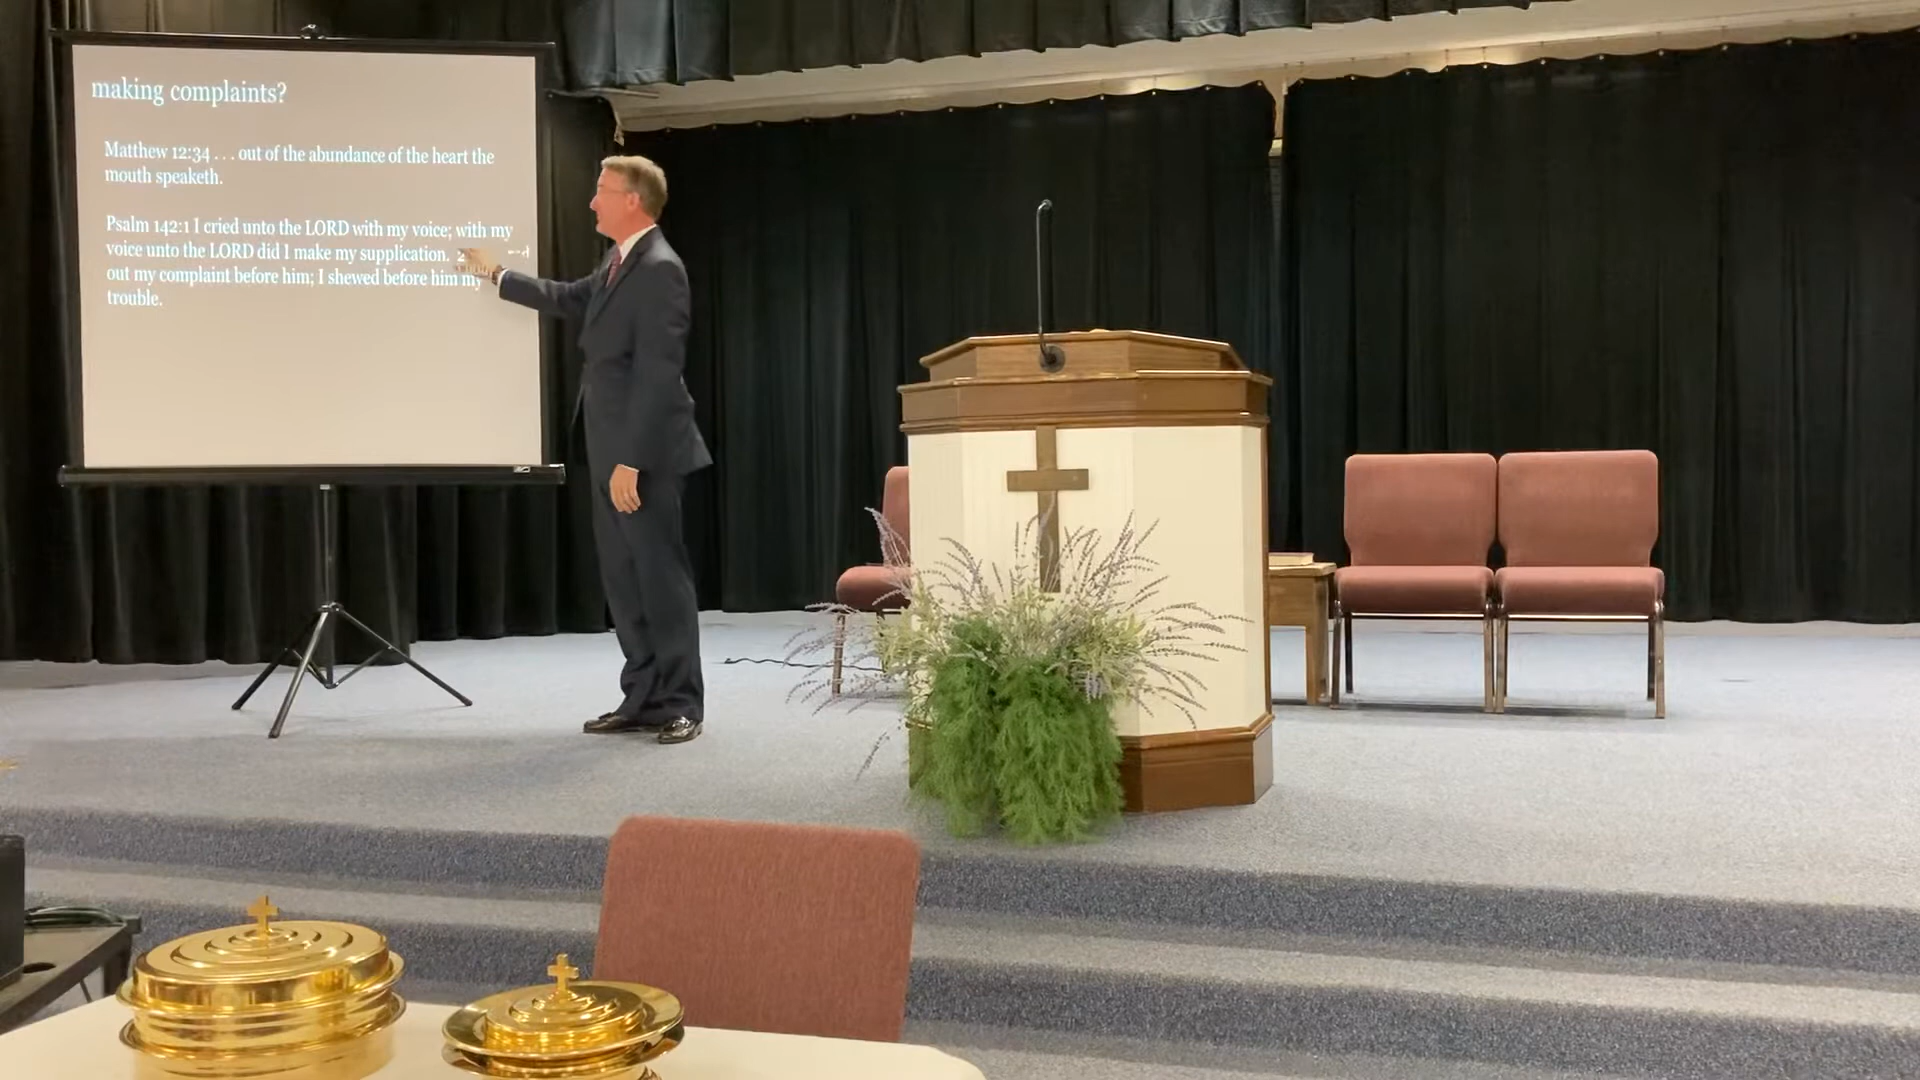 making complaints?
Matthew 12:34 . . . out of the abundance of the heart the
mouth speaketh.
Psalm 142:1 I cried unto the LORD with my voice; with my
voice unto the LORD did I make my supplication. 2
out my complaint before him; I shewed before him my
trouble.